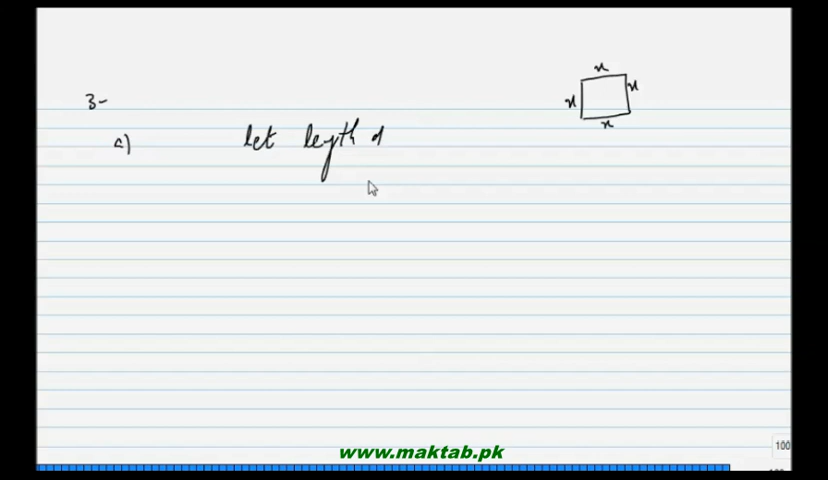 x
x
x
x
3-
a)
let length of
www.maktab.pk
100